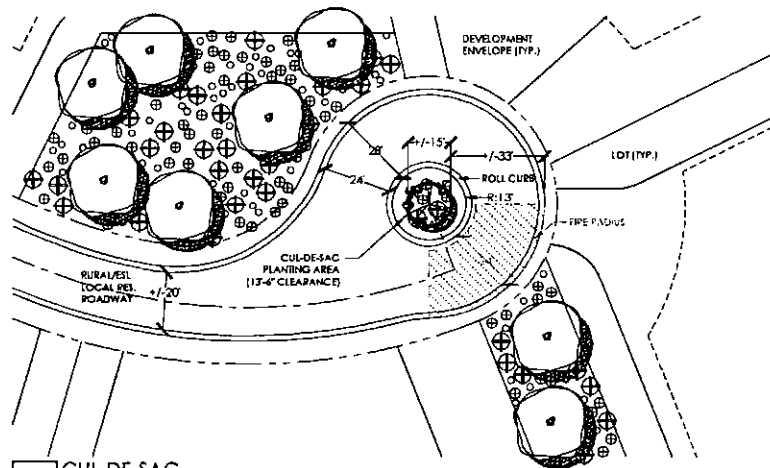 DEVELOPMENT
ENVELOPE (TYP.)
+/-15'
28'
+/-33'
LOT (TYP.)
ROLL CURB
24'
R:13'
FIRE RADIUS
CUL-DE-SAC
PLANTING AREA
(13'-6" CLEARANCE)
RURAL/ESL
LOCAL RES.
ROADWAY
+/-20'
CUL-DE-SAC